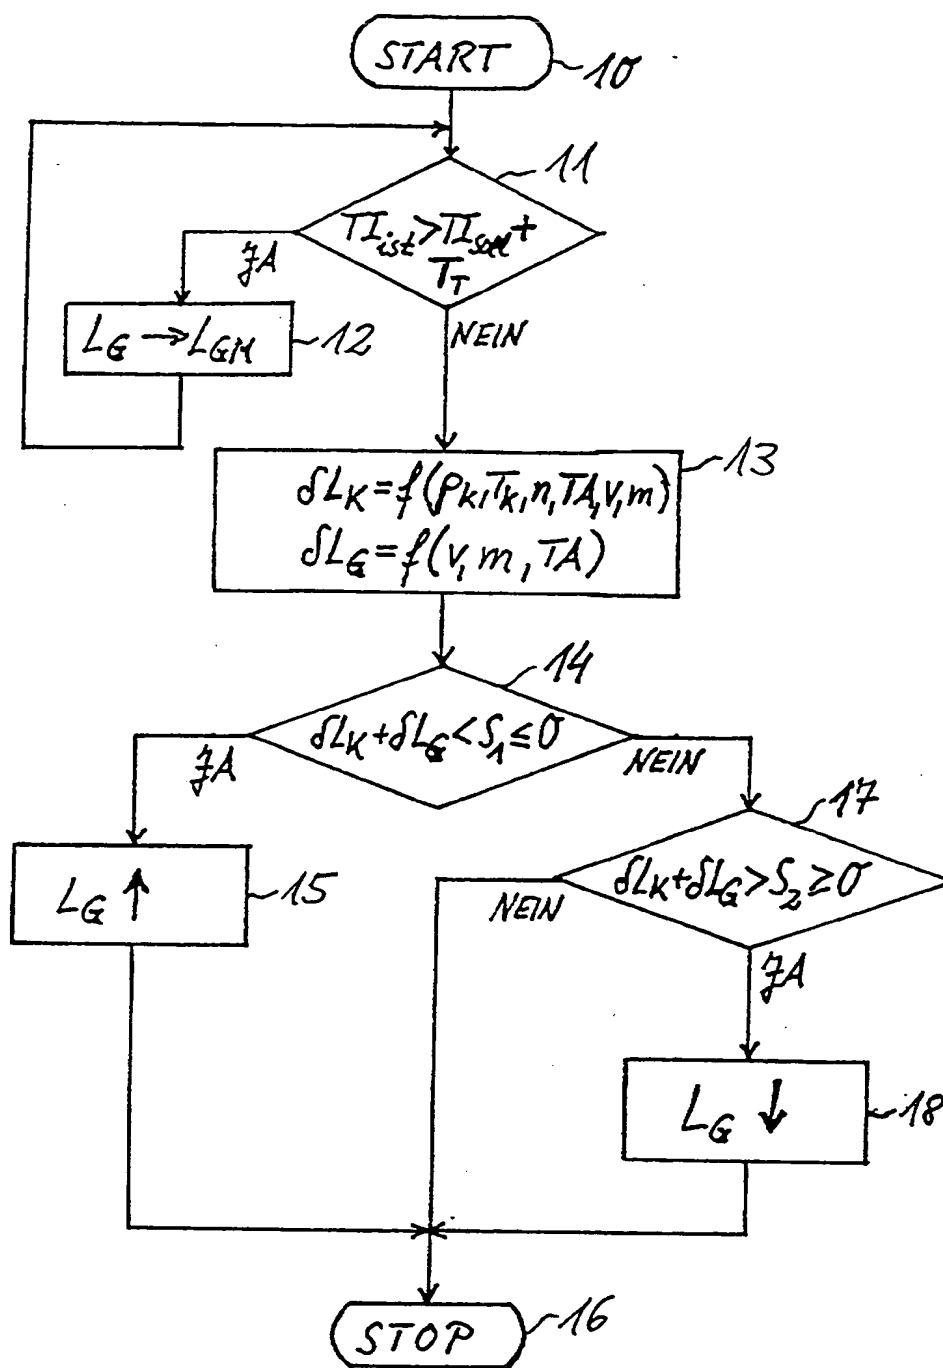 START
10
11
TI_ist > TI_soll +
T_T
JA
NEIN
L_G → L_GM
12
13
δL_K = f(p_K, T_K, n, TA, v, m)
δL_G = f(v, m, TA)
14
δL_K + δL_G < S_1 ≤ 0
JA
NEIN
17
L_G ↑
15
δL_K + δL_G > S_2 ≥ 0
NEIN
JA
L_G ↓
18
STOP
16